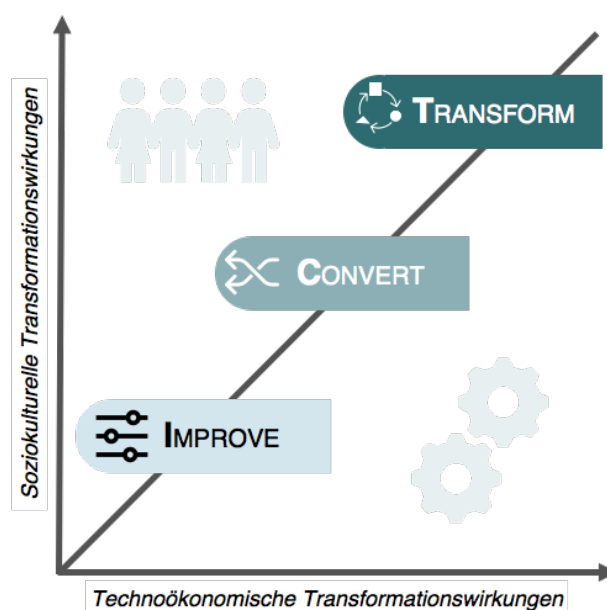 Soziokulturelle Transformationswirkungen
TRANSFORM
CONVERT
IMPROVE
Technoökonomische Transformationswirkungen